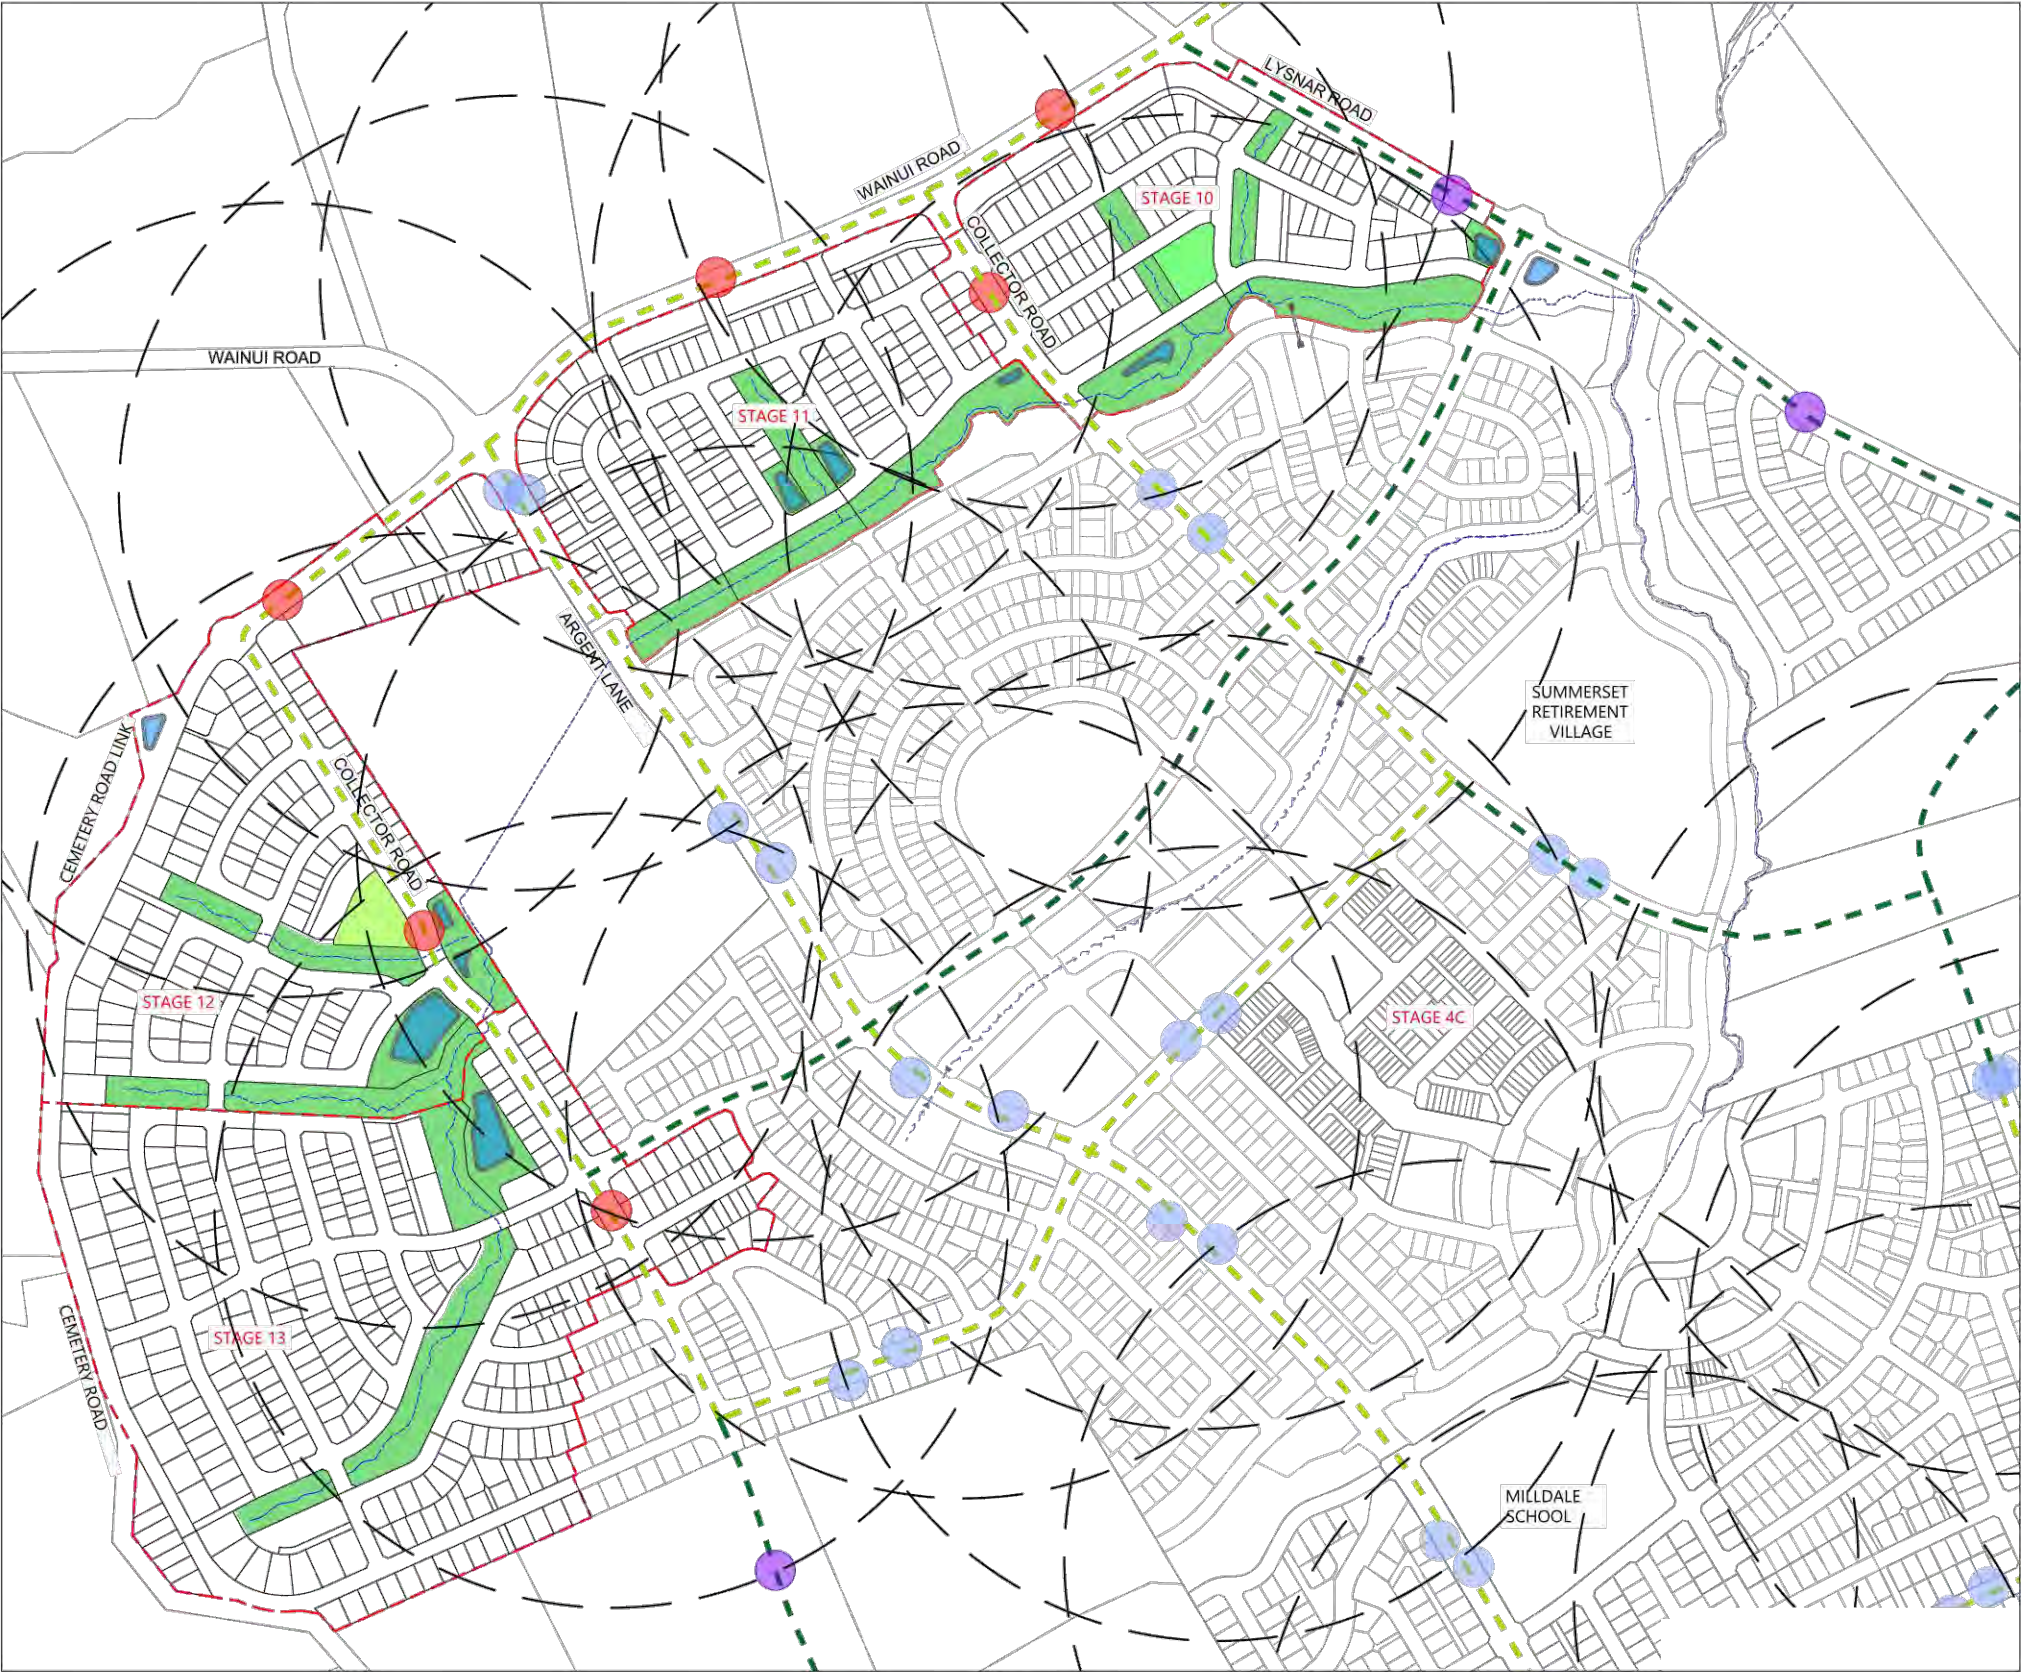 LYSNAR ROAD
WAINUI ROAD
STAGE 10
COLLECTOR ROAD
WAINUI ROAD
STAGE 11
ARGENT LANE
SUMMERSET
RETIREMENT
VILLAGE
CEMETERY ROAD LINK
COLLECTOR ROAD
STAGE 12
STAGE 4C
STAGE 13
CEMETERY ROAD
MILLDALE
SCHOOL